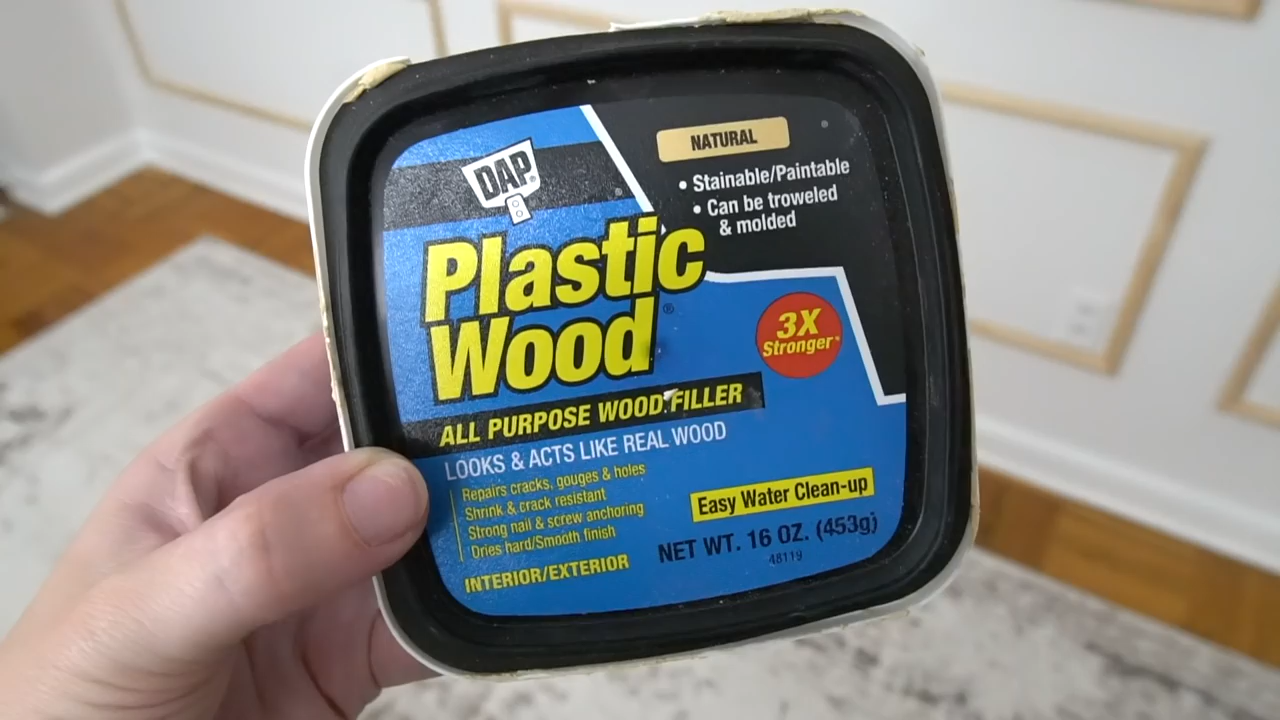 DAP
NATURAL
• Stainable/Paintable
• Can be troweled
& molded
Plastic
Wood®
3X
Stronger*
ALL PURPOSE WOOD FILLER
LOOKS & ACTS LIKE REAL WOOD
Repairs cracks, gouges & holes
Shrink & crack resistant
Strong nail & screw anchoring
Dries hard/Smooth finish
INTERIOR/EXTERIOR
Easy Water Clean-up
NET WT. 16 OZ. (453g)
48119